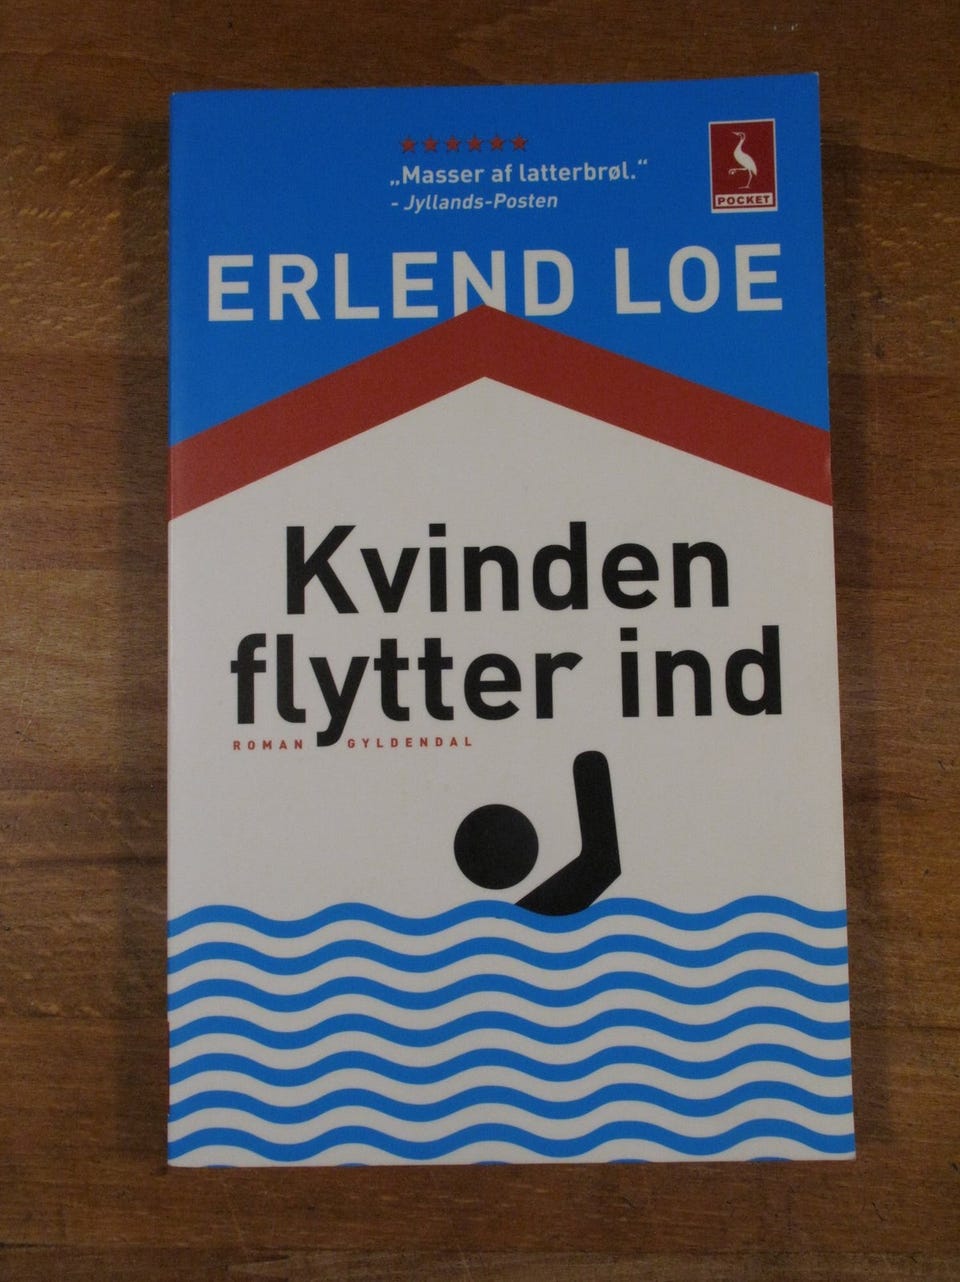 ★★★★★★
„Masser af latterbrøl.“
- Jyllands-Posten
POCKET
ERLEND LOE
Kvinden
flytter ind
ROMAN GYLDENDAL